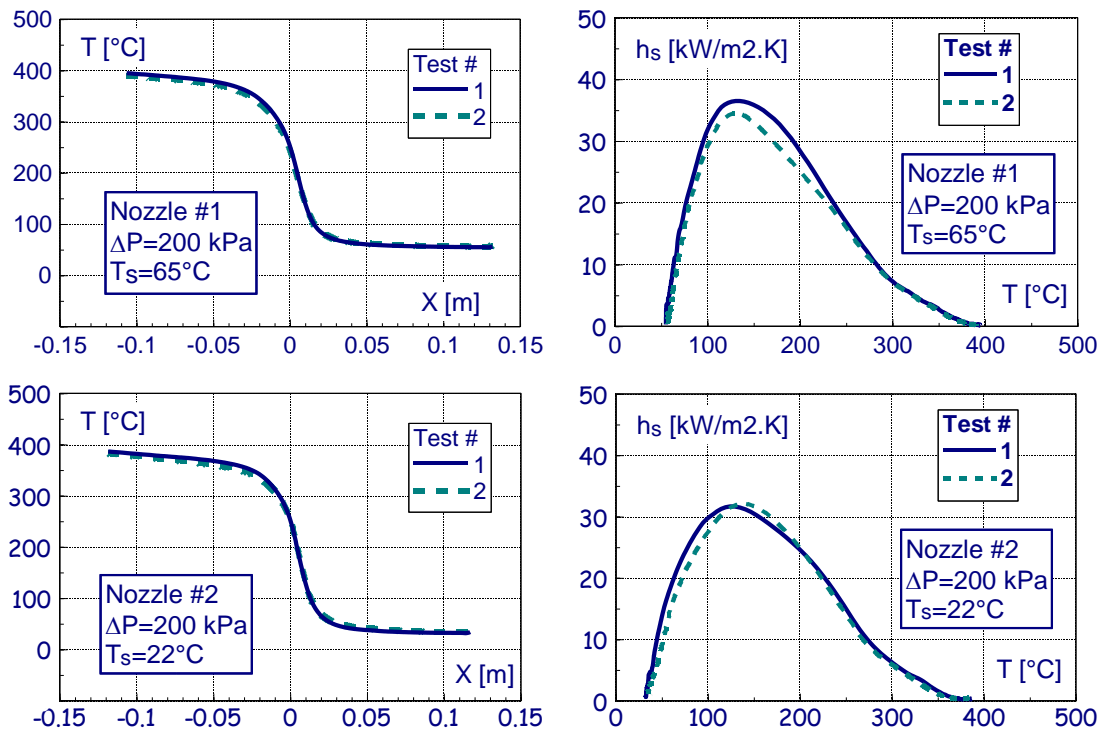 500
400
300
200
100
0
T [°C]
Test #
1
2
Nozzle #1
ΔP=200 kPa
Ts=65°C
X [m]
-0.15 -0.1 -0.05 0 0.05 0.1 0.15
50
40
30
20
10
0
hs [kW/m2.K]
Test #
1
2
Nozzle #1
ΔP=200 kPa
Ts=65°C
T [°C]
0 100 200 300 400 500
500
400
300
200
100
0
T [°C]
Test #
1
2
Nozzle #2
ΔP=200 kPa
Ts=22°C
X [m]
-0.15 -0.1 -0.05 0 0.05 0.1 0.15
50
40
30
20
10
0
hs [kW/m2.K]
Test #
1
2
Nozzle #2
ΔP=200 kPa
Ts=22°C
T [°C]
0 100 200 300 400 500